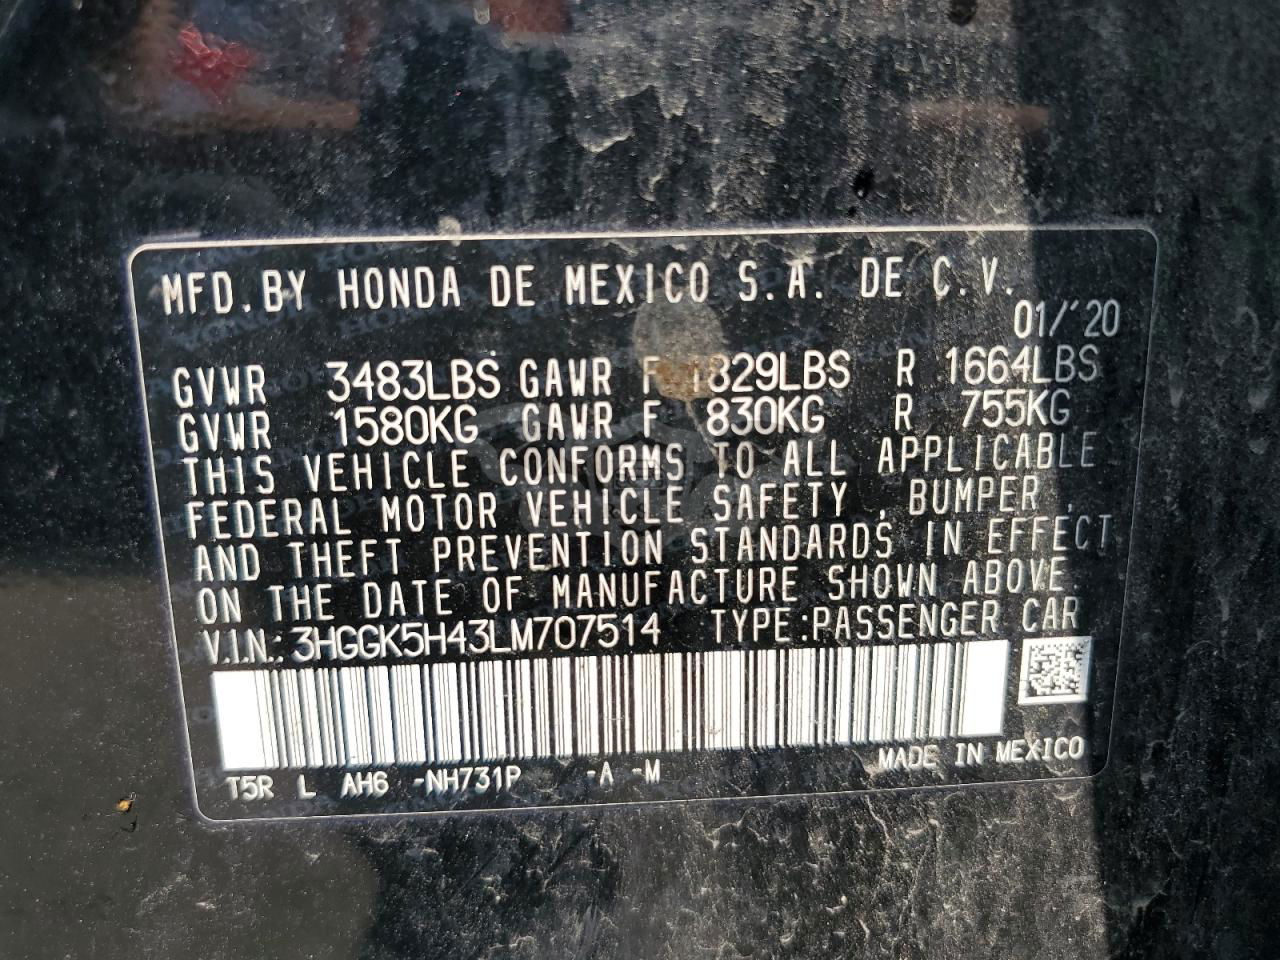 MFD. BY HONDA DE MEXICO S.A. DE C.V.
01/'20
GVWR 3483LBS GAWR F 1829LBS R 1664LBS
GVWR 1580KG GAWR F 830KG R 755KG
THIS VEHICLE CONFORMS TO ALL APPLICABLE
FEDERAL MOTOR VEHICLE SAFETY , BUMPER ,
AND THEFT PREVENTION STANDARDS IN EFFECT
ON THE DATE OF MANUFACTURE SHOWN ABOVE
V.I.N.: 3HGGK5H43LM707514 TYPE:PASSENGER CAR
T5R L AH6 -NH731P -A -M MADE IN MEXICO